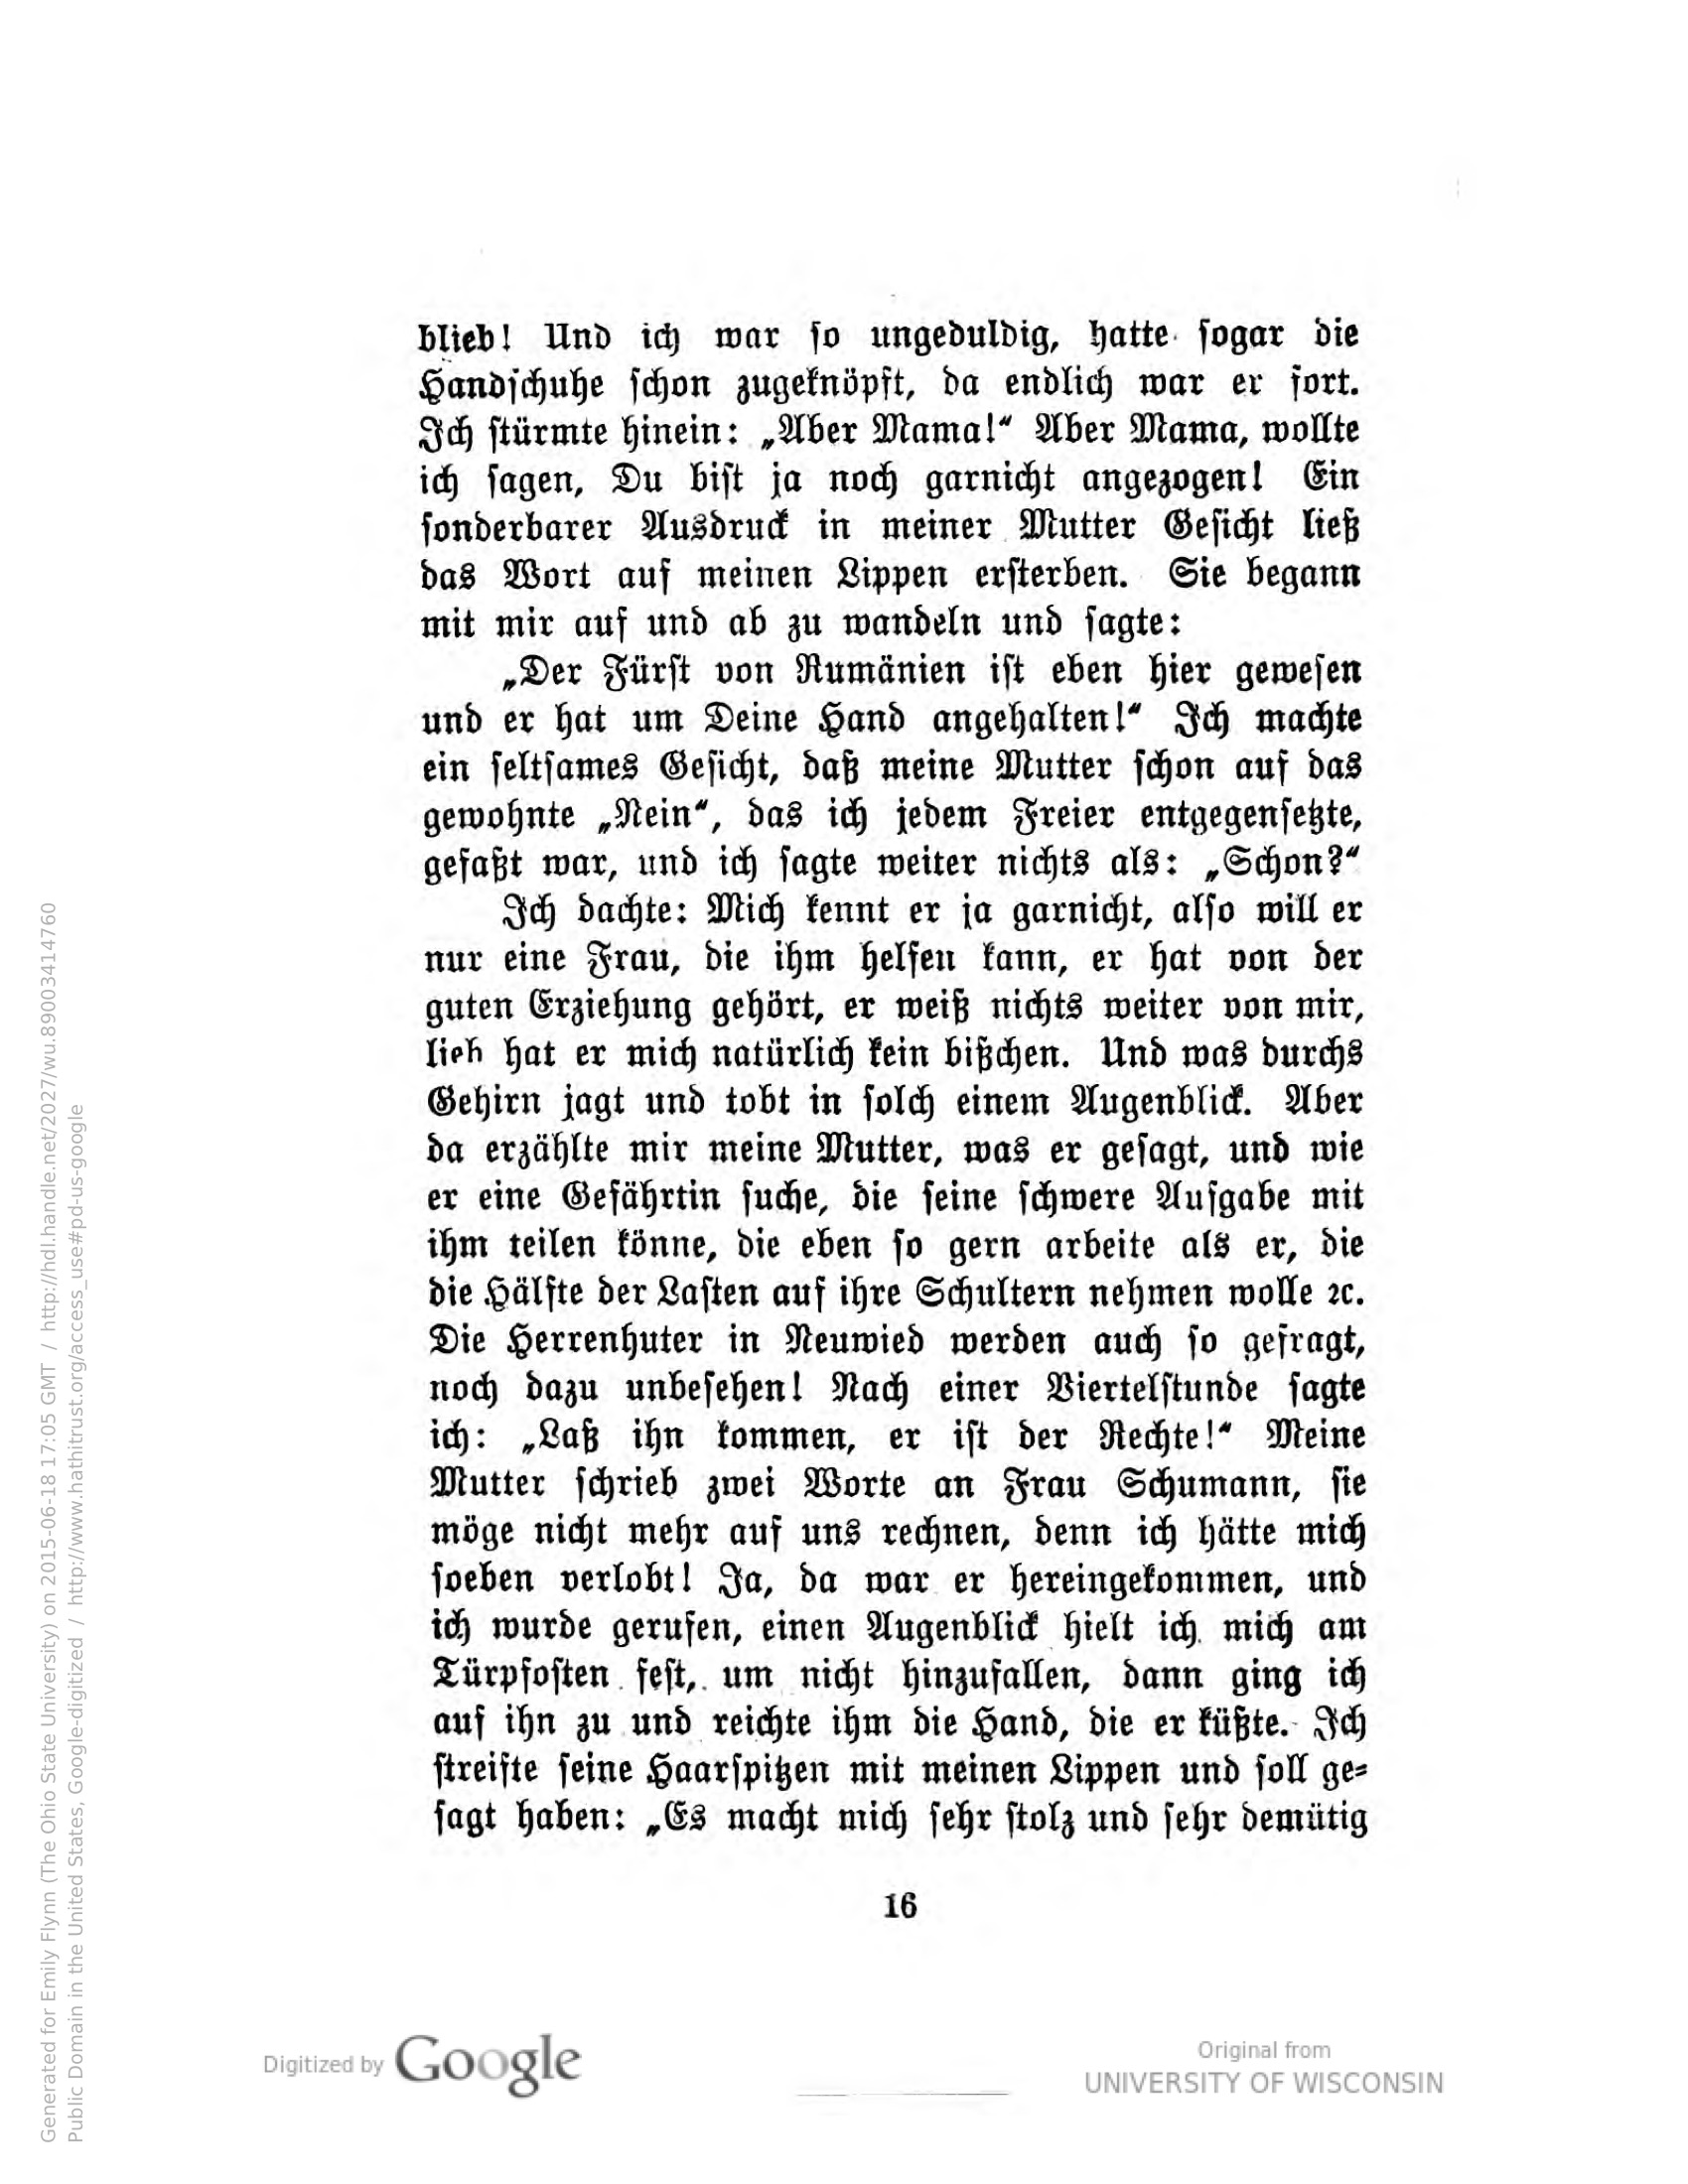 blieb! Und ich war so ungeduldig, hatte sogar die
Handschuhe schon zugeknöpft, da endlich war er fort.
Ich stürmte hinein: „Aber Mama!“ Aber Mama, wollte
ich sagen, Du bist ja noch garnicht angezogen! Ein
sonderbarer Ausdruck in meiner Mutter Gesicht ließ
das Wort auf meinen Lippen ersterben. Sie begann
mit mir auf und ab zu wandeln und sagte:
„Der Fürst von Rumänien ist eben hier gewesen
und er hat um Deine Hand angehalten!“ Ich machte
ein seltsames Gesicht, daß meine Mutter schon auf das
gewohnte „Nein“, das ich jedem Freier entgegensetzte,
gefaßt war, und ich sagte weiter nichts als: „Schon?“
Ich dachte: Mich kennt er ja garnicht, also will er
nur eine Frau, die ihm helfen kann, er hat von der
guten Erziehung gehört, er weiß nichts weiter von mir,
lieb hat er mich natürlich kein bißchen. Und was durchs
Gehirn jagt und tobt in solch einem Augenblick. Aber
da erzählte mir meine Mutter, was er gesagt, und wie
er eine Gefährtin suche, die seine schwere Aufgabe mit
ihm teilen könne, die eben so gern arbeite als er, die
die Hälfte der Lasten auf ihre Schultern nehmen wolle ꝛc.
Die Herrenhuter in Neuwied werden auch so gefragt,
noch dazu unbesehen! Nach einer Viertelstunde sagte
ich: „Laß ihn kommen, er ist der Rechte!“ Meine
Mutter schrieb zwei Worte an Frau Schumann, sie
möge nicht mehr auf uns rechnen, denn ich hätte mich
soeben verlobt! Ja, da war er hereingekommen, und
ich wurde gerufen, einen Augenblick hielt ich mich am
Türpfosten fest, um nicht hinzufallen, dann ging ich
auf ihn zu und reichte ihm die Hand, die er küßte. Ich
streifte seine Haarspitzen mit meinen Lippen und soll ge-
sagt haben: „Es macht mich sehr stolz und sehr demütig
16
Generated for Emily Flynn (The Ohio State University) on 2015-06-18 17:05 GMT / http://hdl.handle.net/2027/wu.89003414760
Public Domain in the United States, Google-digitized / http://www.hathitrust.org/access_use#pd-us-google
Digitized by Google
Original from
UNIVERSITY OF WISCONSIN